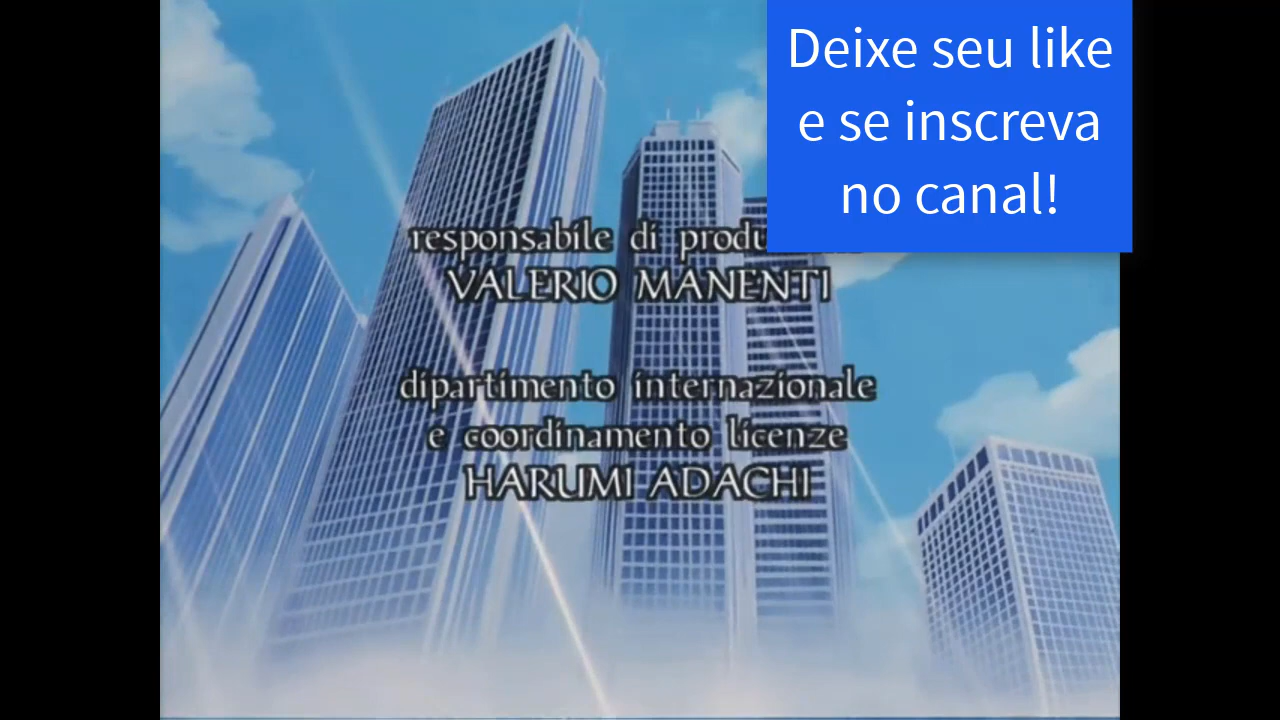 Deixe seu like
e se inscreva
no canal!
responsabile di
VALERIO MANENTI
dipartimento internazionale
e coordinamento licenze
HARUMI ADACHI